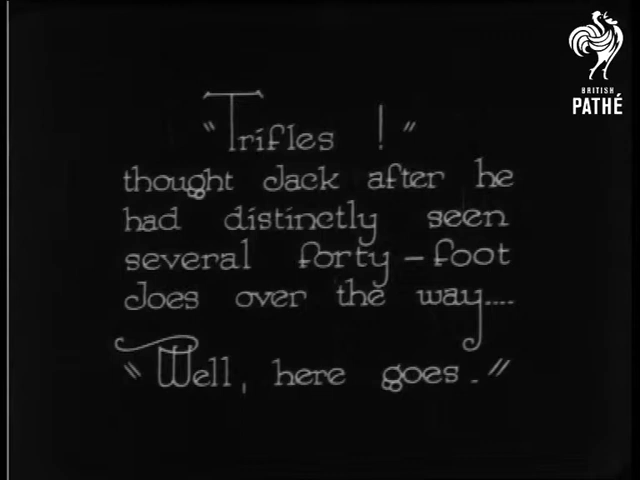 BRITISH
PATHÉ
"Trifles !"
thought Jack after he
had distinctly seen
several forty-foot
Joes over the way....
"Well, here goes."